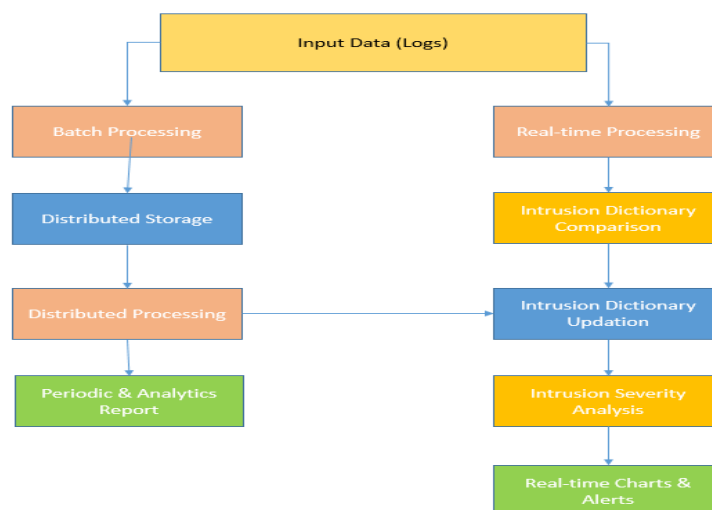 Input Data (Logs)
Batch Processing
Real-time Processing
Distributed Storage
Intrusion Dictionary
Comparison
Distributed Processing
Intrusion Dictionary
Updation
Periodic & Analytics
Report
Intrusion Severity
Analysis
Real-time Charts &
Alerts